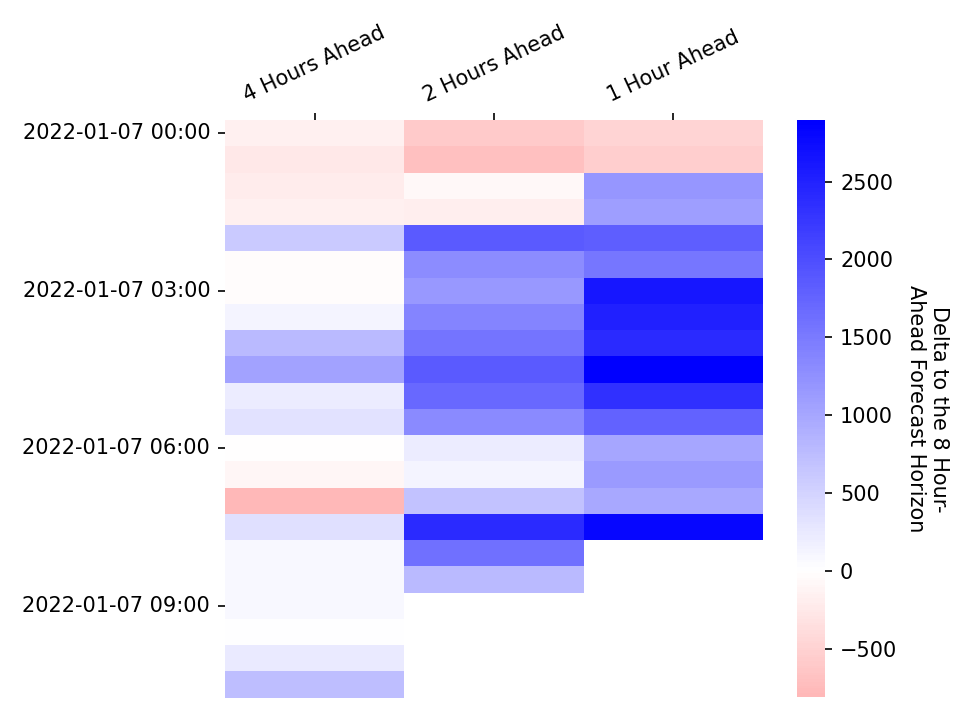 4 Hours Ahead
2 Hours Ahead
1 Hour Ahead
2022-01-07 00:00
2022-01-07 03:00
2022-01-07 06:00
2022-01-07 09:00
2500
2000
1500
1000
500
0
−500
Delta to the 8 Hour-
Ahead Forecast Horizon